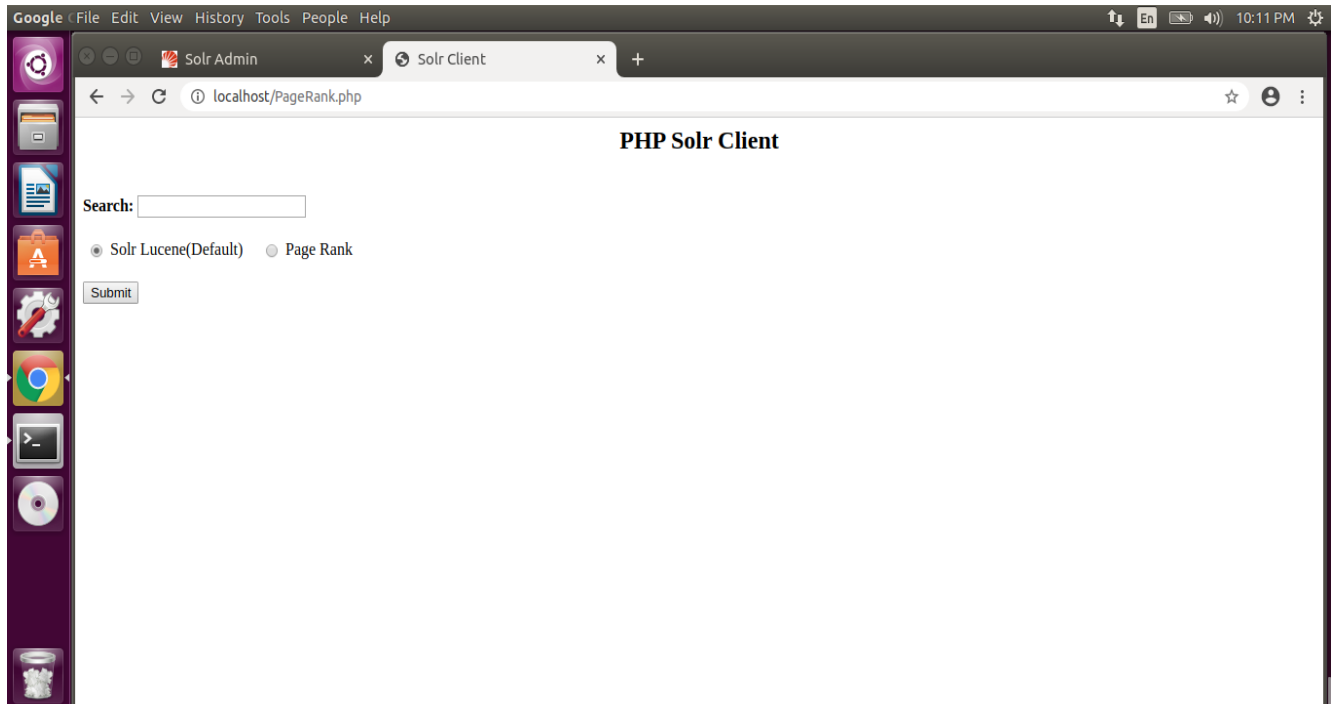 Google File Edit View History Tools People Help En 10:11 PM
Solr Admin Solr Client
localhost/PageRank.php
PHP Solr Client
Search:
Solr Lucene(Default) Page Rank
Submit